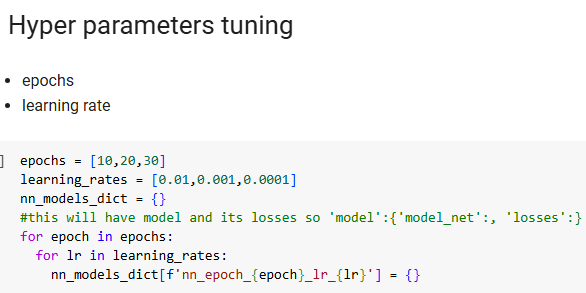 Hyper parameters tuning
• epochs
• learning rate
] epochs = [10,20,30]
learning_rates = [0.01,0.001,0.0001]
nn_models_dict = {}
#this will have model and its losses so 'model':{'model_net':, 'losses':}
for epoch in epochs:
  for lr in learning_rates:
    nn_models_dict[f'nn_epoch_{epoch}_lr_{lr}'] = {}